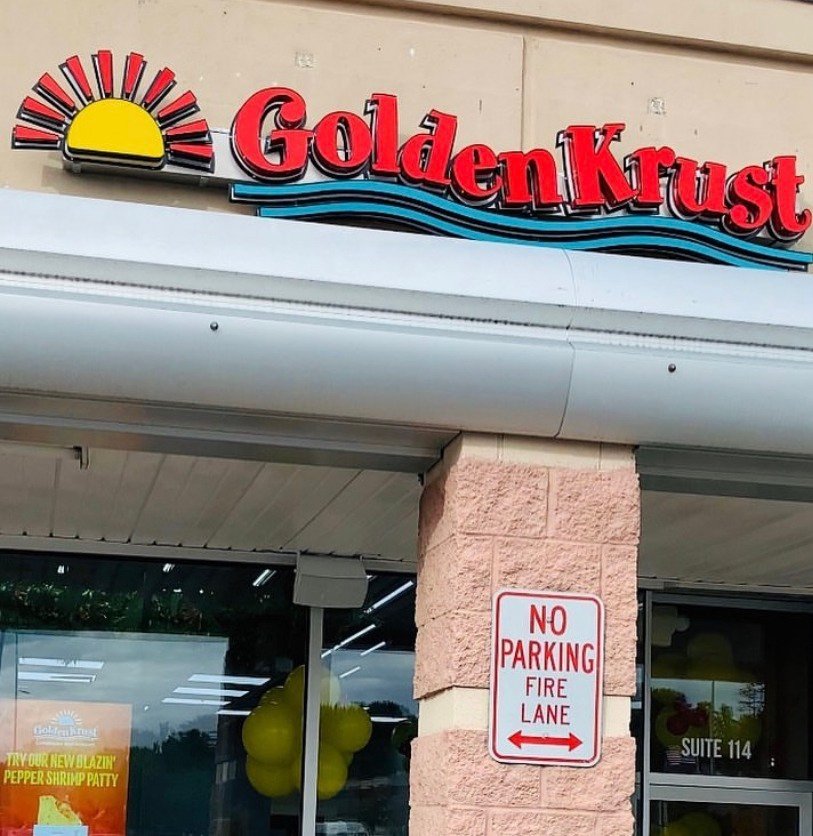 GoldenKrust
NO
PARKING
FIRE
LANE
SUITE 114
Golden Krust
TRY OUR NEW BLAZIN'
PEPPER SHRIMP PATTY